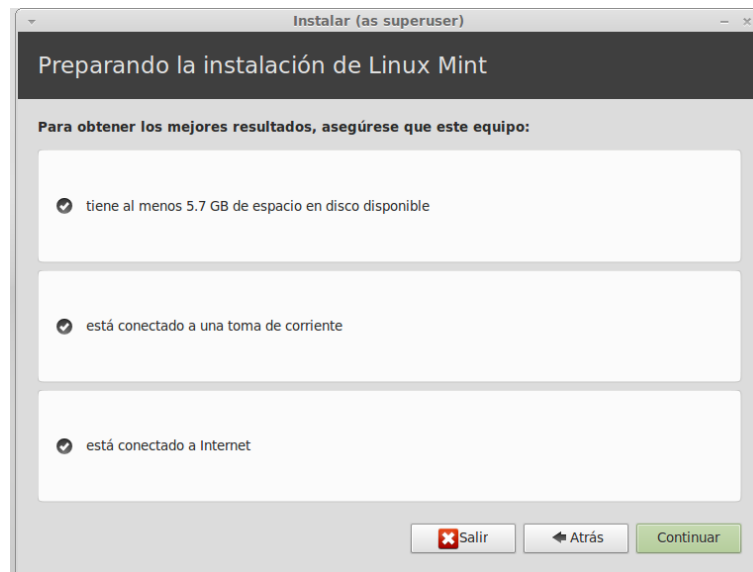 Instalar (as superuser)
Preparando la instalación de Linux Mint
Para obtener los mejores resultados, asegúrese que este equipo:
tiene al menos 5.7 GB de espacio en disco disponible
está conectado a una toma de corriente
está conectado a Internet
Salir Atrás Continuar